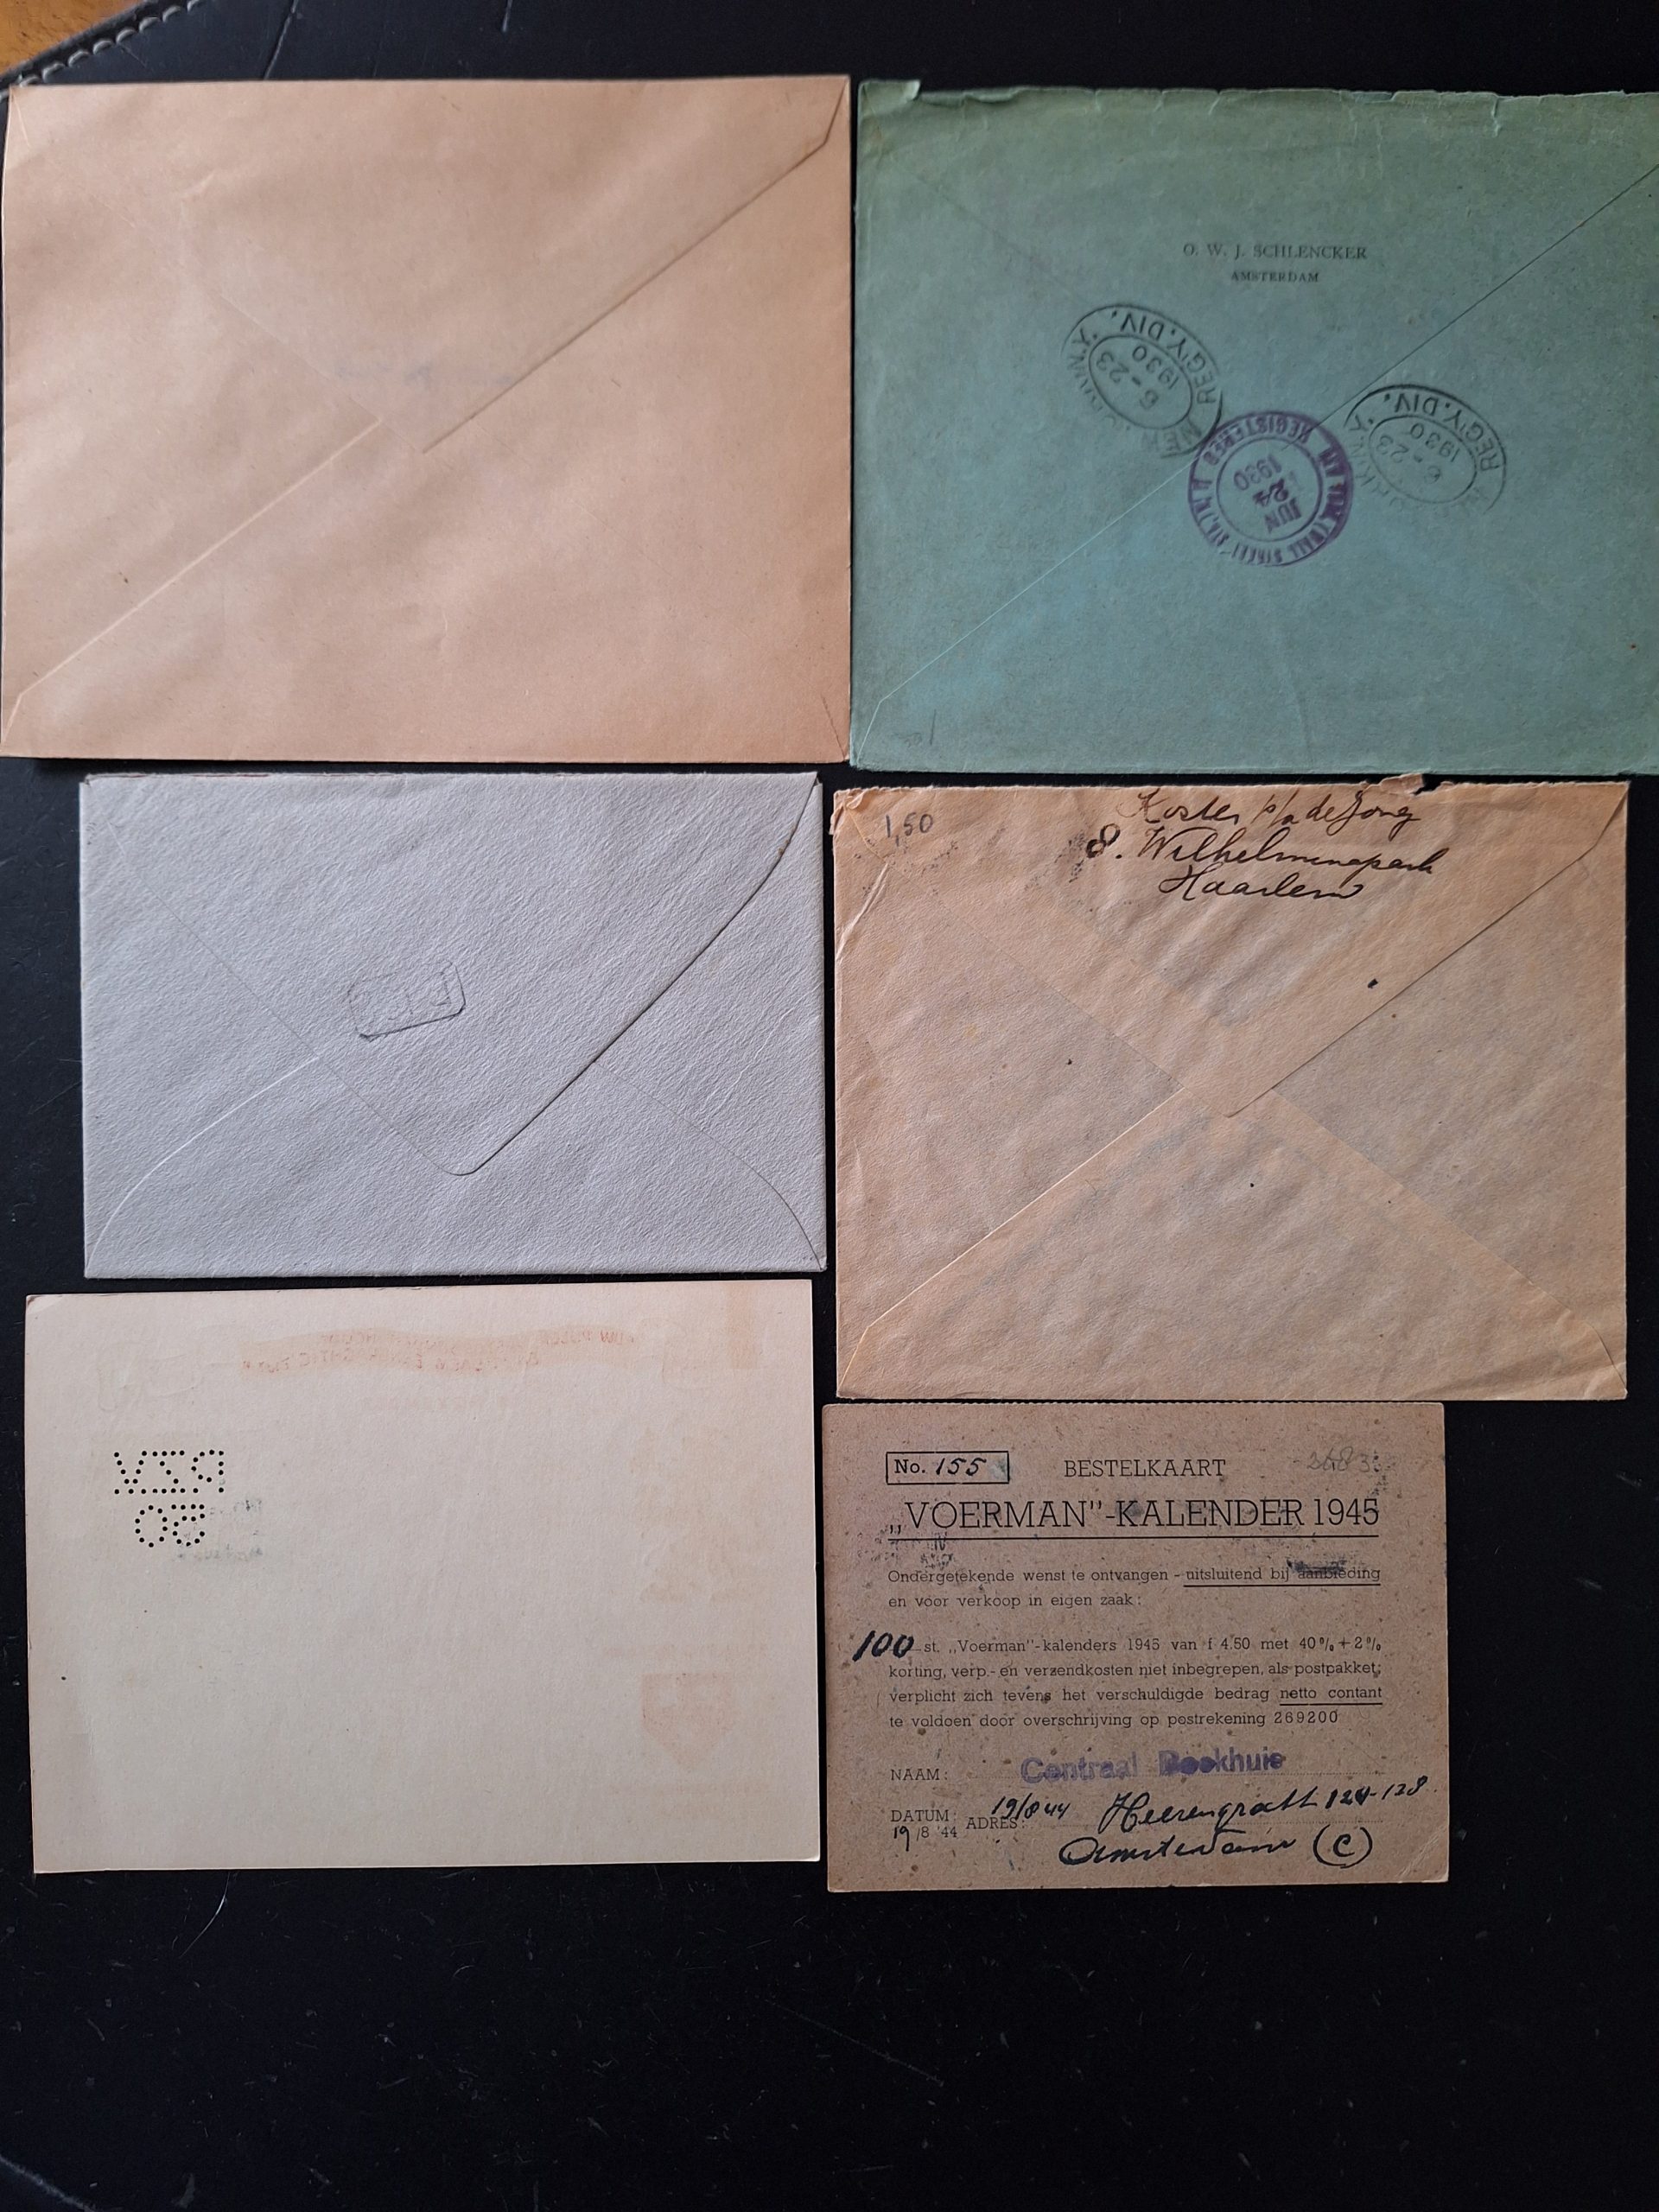 O. W. J. SCHLENCKER
AMSTERDAM
REG'Y. DIV.
6-23
1930
REG'Y. DIV.
6-23
1930
REGISTERED
JUN
24
1930
1,50
Koster p/a de Jong
8. Wilhelminapark
Haarlem
No. 155
BESTELKAART
„VOERMAN"-KALENDER 1945
Ondergetekende wenst te ontvangen - uitsluitend bij aanbieding
en voor verkoop in eigen zaak:
100 st. „Voerman"-kalenders 1945 van f 4.50 met 40% + 2%
korting, verp.- en verzendkosten niet inbegrepen, als postpakket;
verplicht zich tevens het verschuldigde bedrag netto contant
te voldoen door overschrijving op postrekening 269200
NAAM: Centraal Boekhuis
DATUM: 19/8 44 ADRES: Heerengracht 124-128
19/8 '44
Amsterdam (C)